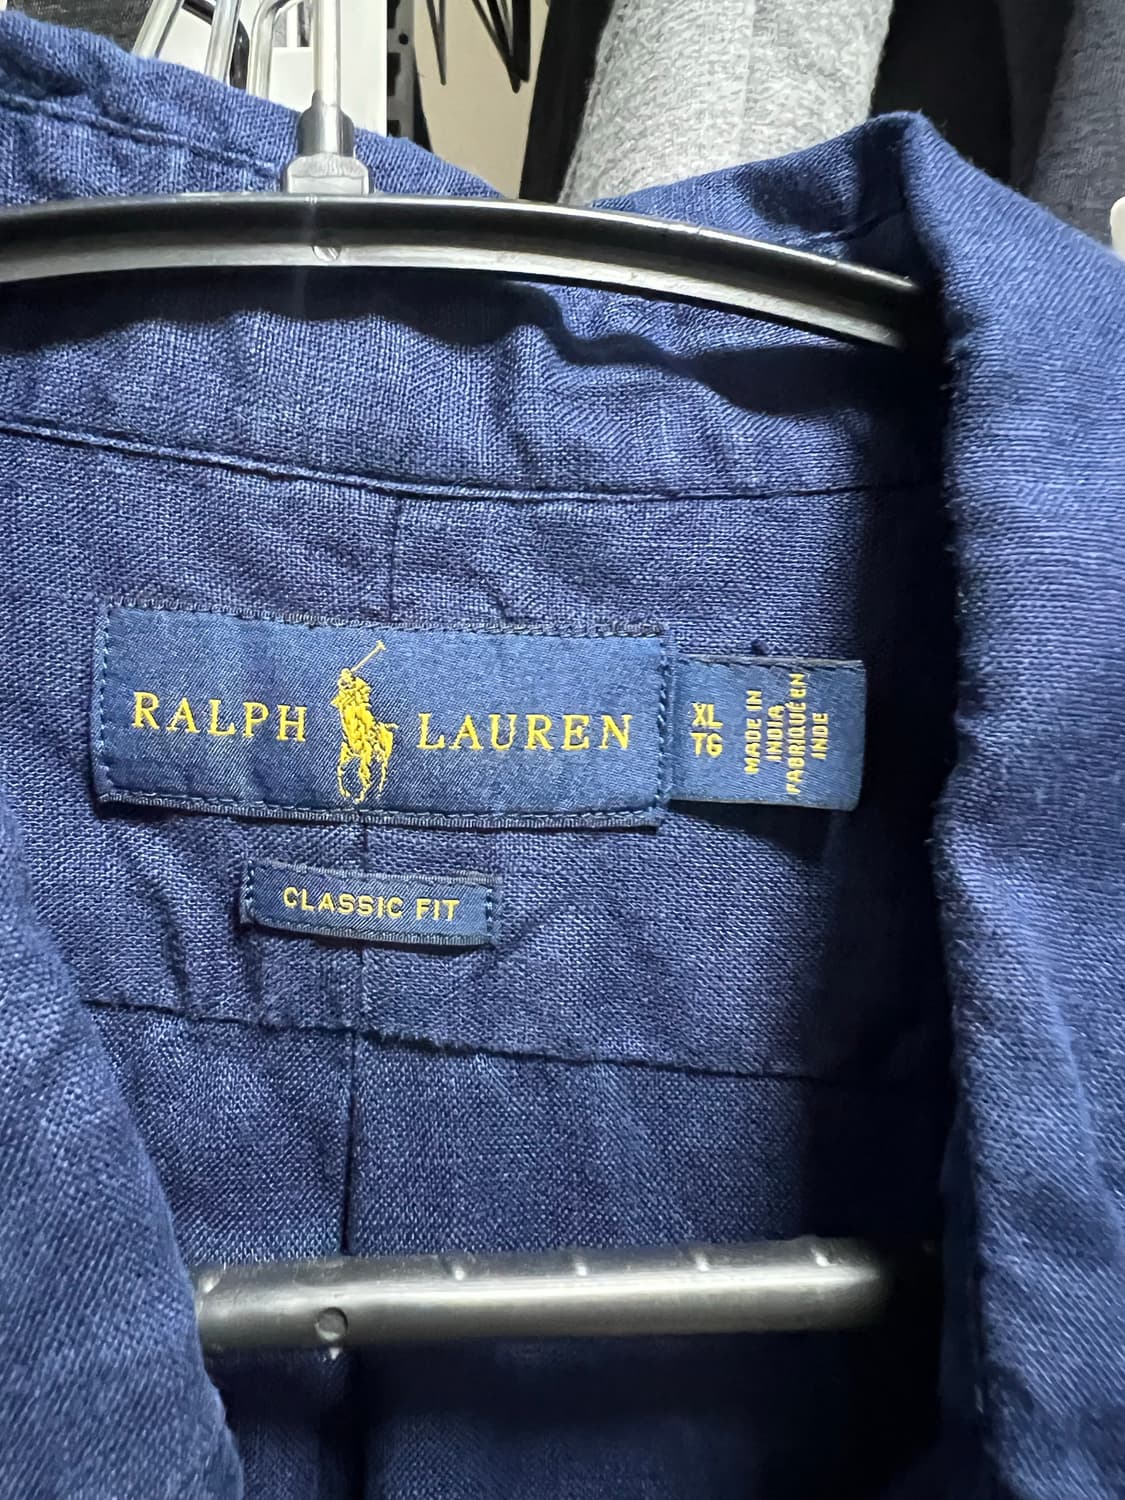 RALPH LAUREN
XL
TG
MADE IN
INDIA
FABRIQUÉ EN
INDE
CLASSIC FIT